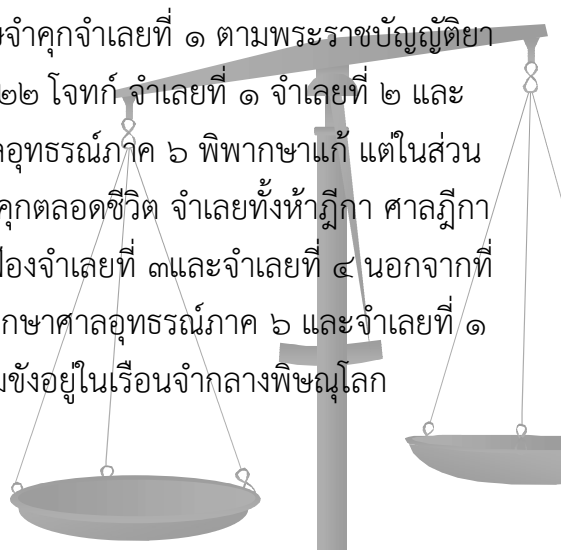 จำคุกจำเลยที่ ๑ ตามพระราชบัญญัติยา
๒๒ โจทก์ จำเลยที่ ๑ จำเลยที่ ๒ และ
อุทธรณ์ภาค ๖ พิพากษาแก้ แต่ในส่วน
คุกตลอดชีวิต จำเลยทั้งห้าฎีกา ศาลฎีกา
ฟ้องจำเลยที่ ๓และจำเลยที่ ๔ นอกจากที่
กษาศาลอุทธรณ์ภาค ๖ และจำเลยที่ ๑
ขังอยู่ในเรือนจำกลางพิษณุโลก